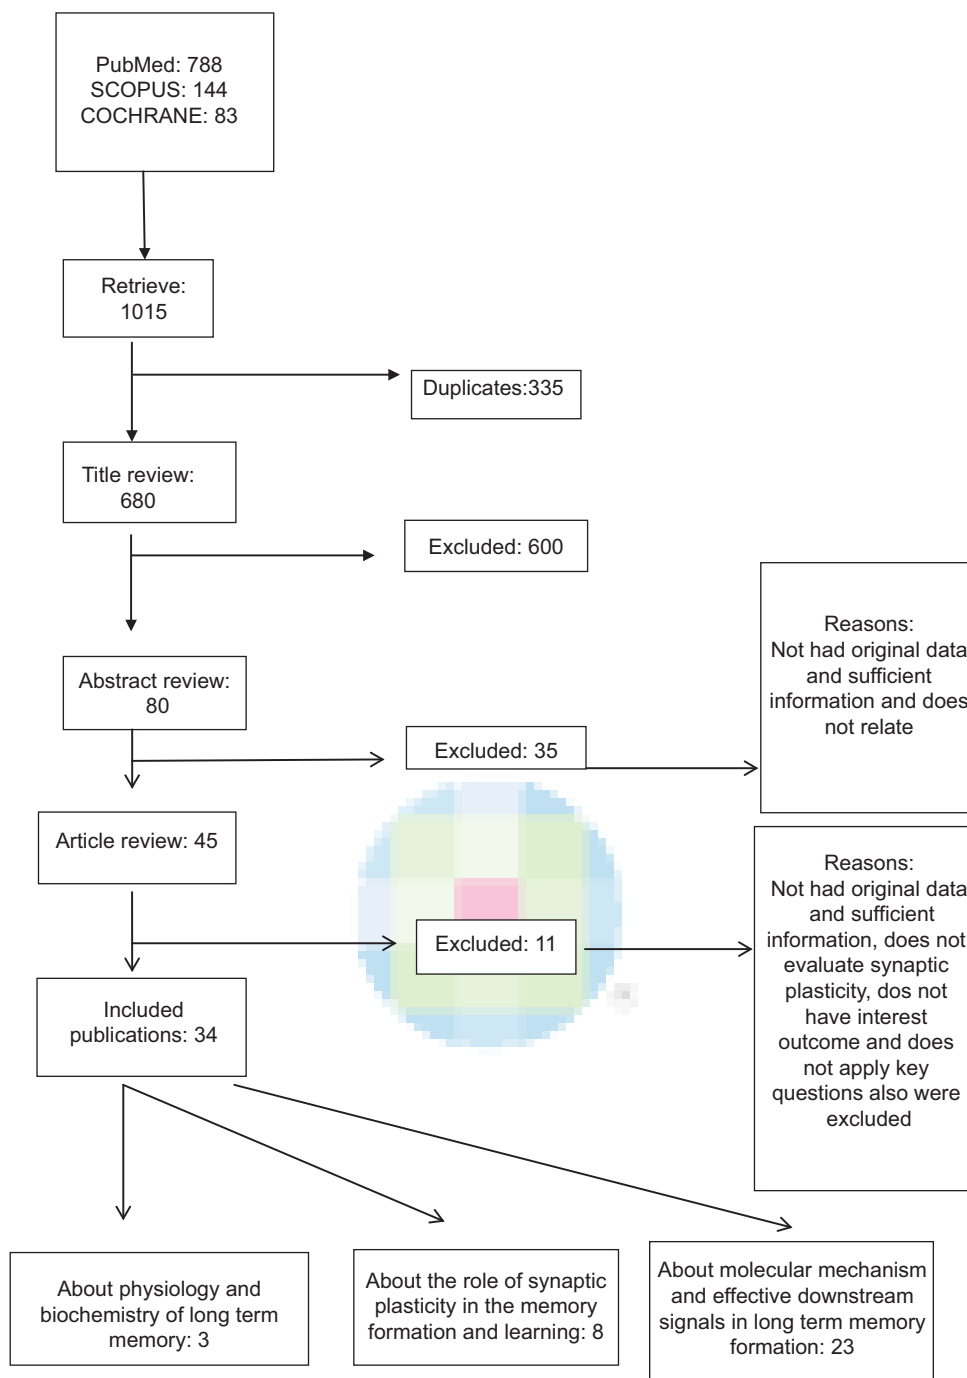 PubMed: 788
SCOPUS: 144
COCHRANE: 83
Retrieve:
1015
Duplicates:335
Title review:
680
Excluded: 600
Abstract review:
80
Excluded: 35
Reasons:
Not had original data
and sufficient
information and does
not relate
Article review: 45
Excluded: 11
Reasons:
Not had original data
and sufficient
information, does not
evaluate synaptic
plasticity, dos not
have interest
outcome and does
not apply key
questions also were
excluded
Included
publications: 34
About physiology and
biochemistry of long term
memory: 3
About the role of synaptic
plasticity in the memory
formation and learning: 8
About molecular mechanism
and effective downstream
signals in long term memory
formation: 23